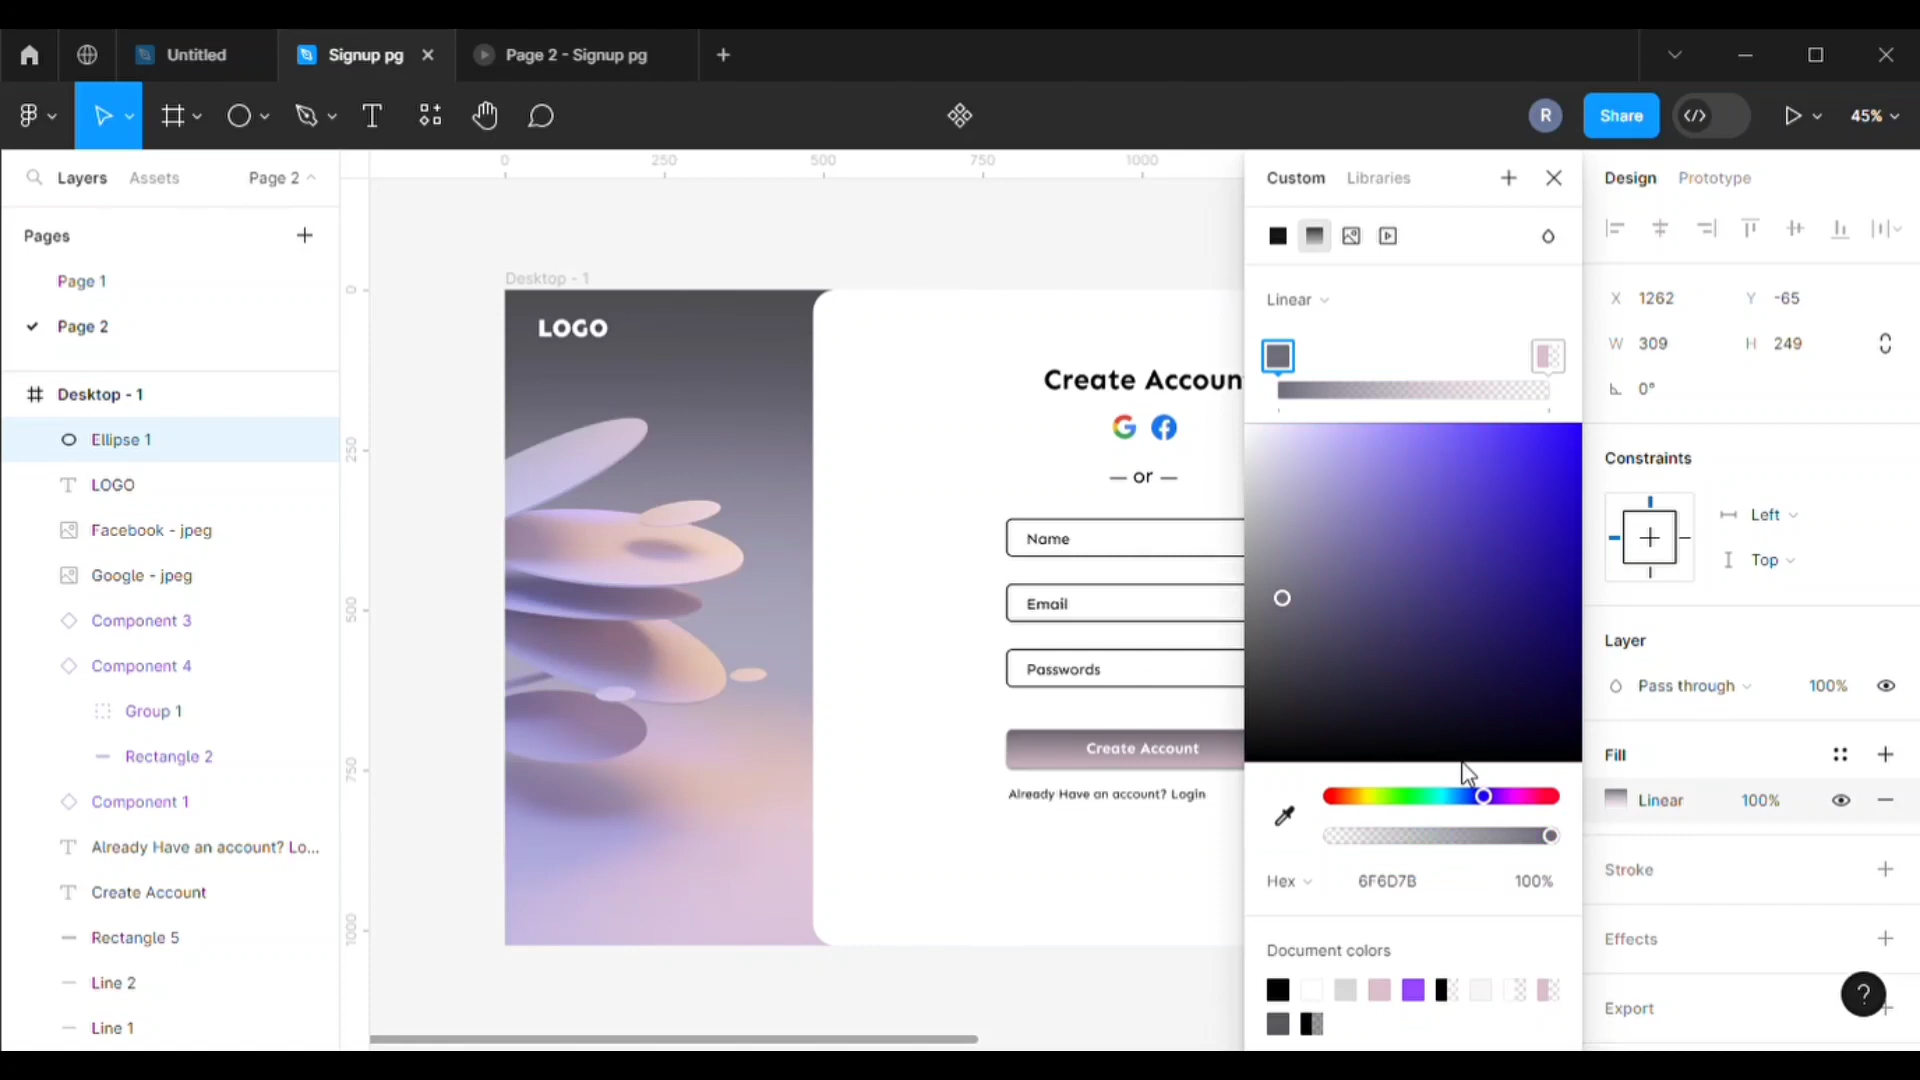 Untitled
Signup pg
Page 2 - Signup pg
R
Share
45%
Layers
Assets
Page 2
Pages
Page 1
Page 2
Desktop - 1
Ellipse 1
LOGO
Facebook - jpeg
Google - jpeg
Component 3
Component 4
Group 1
Rectangle 2
Component 1
Already Have an account? Lo...
Create Account
Rectangle 5
Line 2
Line 1
0
250
500
750
1000
0
250
500
750
1000
Desktop - 1
LOGO
Create Accoun
— or —
Name
Email
Passwords
Create Account
Already Have an account? Login
Custom
Libraries
Linear
Hex
6F6D7B
100%
Document colors
Design
Prototype
X 1262
Y -65
W 309
H 249
0°
Constraints
Left
Top
Layer
Pass through
100%
Fill
Linear
100%
Stroke
Effects
Export
?